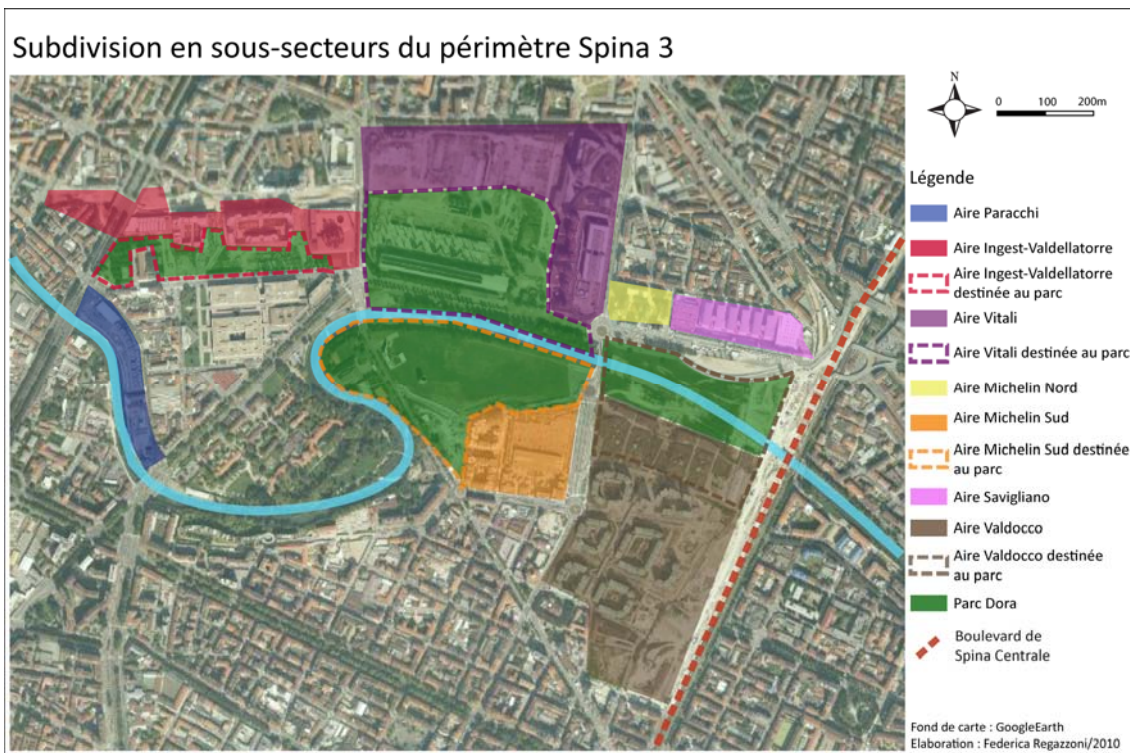 Subdivision en sous-secteurs du périmètre Spina 3
N
0 100 200m
Légende
Aire Paracchi
Aire Ingest-Valdellatorre
Aire Ingest-Valdellatorre
destinée au parc
Aire Vitali
Aire Vitali destinée au parc
Aire Michelin Nord
Aire Michelin Sud
Aire Michelin Sud destinée
au parc
Aire Savigliano
Aire Valdocco
Aire Valdocco destinée
au parc
Parc Dora
Boulevard de
Spina Centrale
Fond de carte : GoogleEarth
Elaboration : Federica Regazzoni/2010